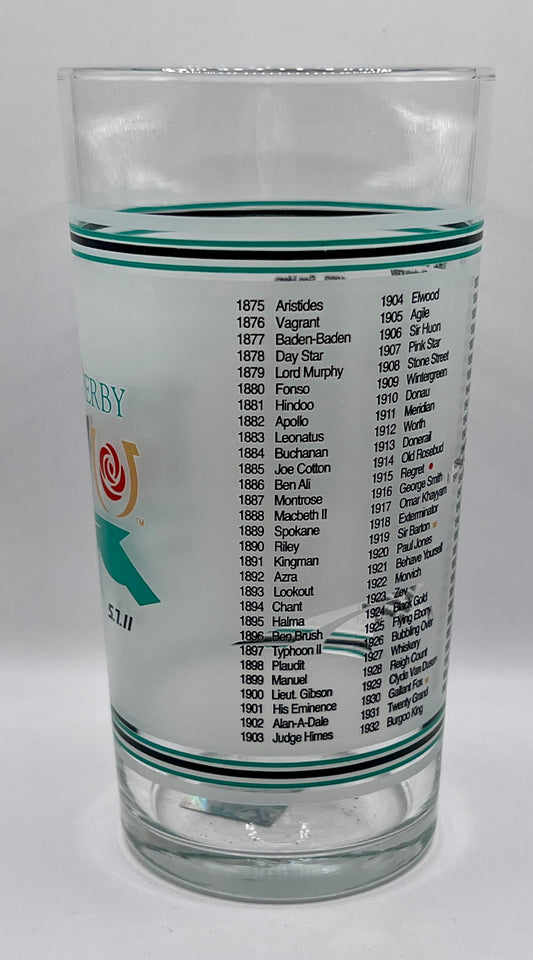 ERBY
TM
5.7.11
1875 Aristides
1876 Vagrant
1877 Baden-Baden
1878 Day Star
1879 Lord Murphy
1880 Fonso
1881 Hindoo
1882 Apollo
1883 Leonatus
1884 Buchanan
1885 Joe Cotton
1886 Ben Ali
1887 Montrose
1888 Macbeth II
1889 Spokane
1890 Riley
1891 Kingman
1892 Azra
1893 Lookout
1894 Chant
1895 Halma
1896 Ben Brush
1897 Typhoon II
1898 Plaudit
1899 Manuel
1900 Lieut. Gibson
1901 His Eminence
1902 Alan-A-Dale
1903 Judge Himes
1904 Elwood
1905 Agile
1906 Sir Huon
1907 Pink Star
1908 Stone Street
1909 Wintergreen
1910 Donau
1911 Meridian
1912 Worth
1913 Donerail
1914 Old Rosebud
1915 Regret
1916 George Smith
1917 Omar Khayyam
1918 Exterminator
1919 Sir Barton
1920 Paul Jones
1921 Behave Yourself
1922 Morvich
1923 Zev
1924 Black Gold
1925 Flying Ebony
1926 Bubbling Over
1927 Whiskery
1928 Reigh Count
1929 Clyde Van Dusen
1930 Gallant Fox
1931 Twenty Grand
1932 Burgoo King